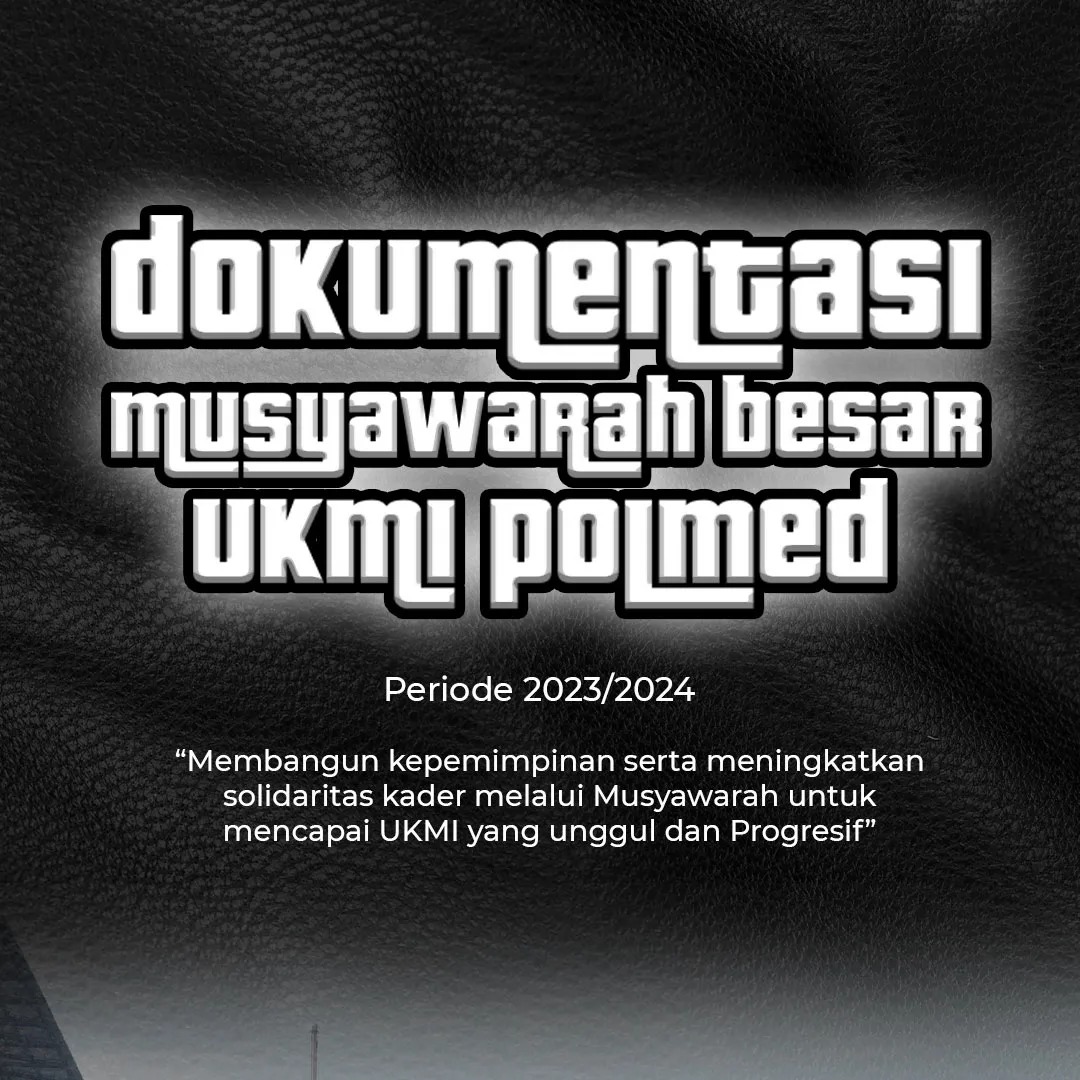 dokumentasi
musyawarah besar
UKMI polmed
Periode 2023/2024
“Membangun kepemimpinan serta meningkatkan
solidaritas kader melalui Musyawarah untuk
mencapai UKMI yang unggul dan Progresif”